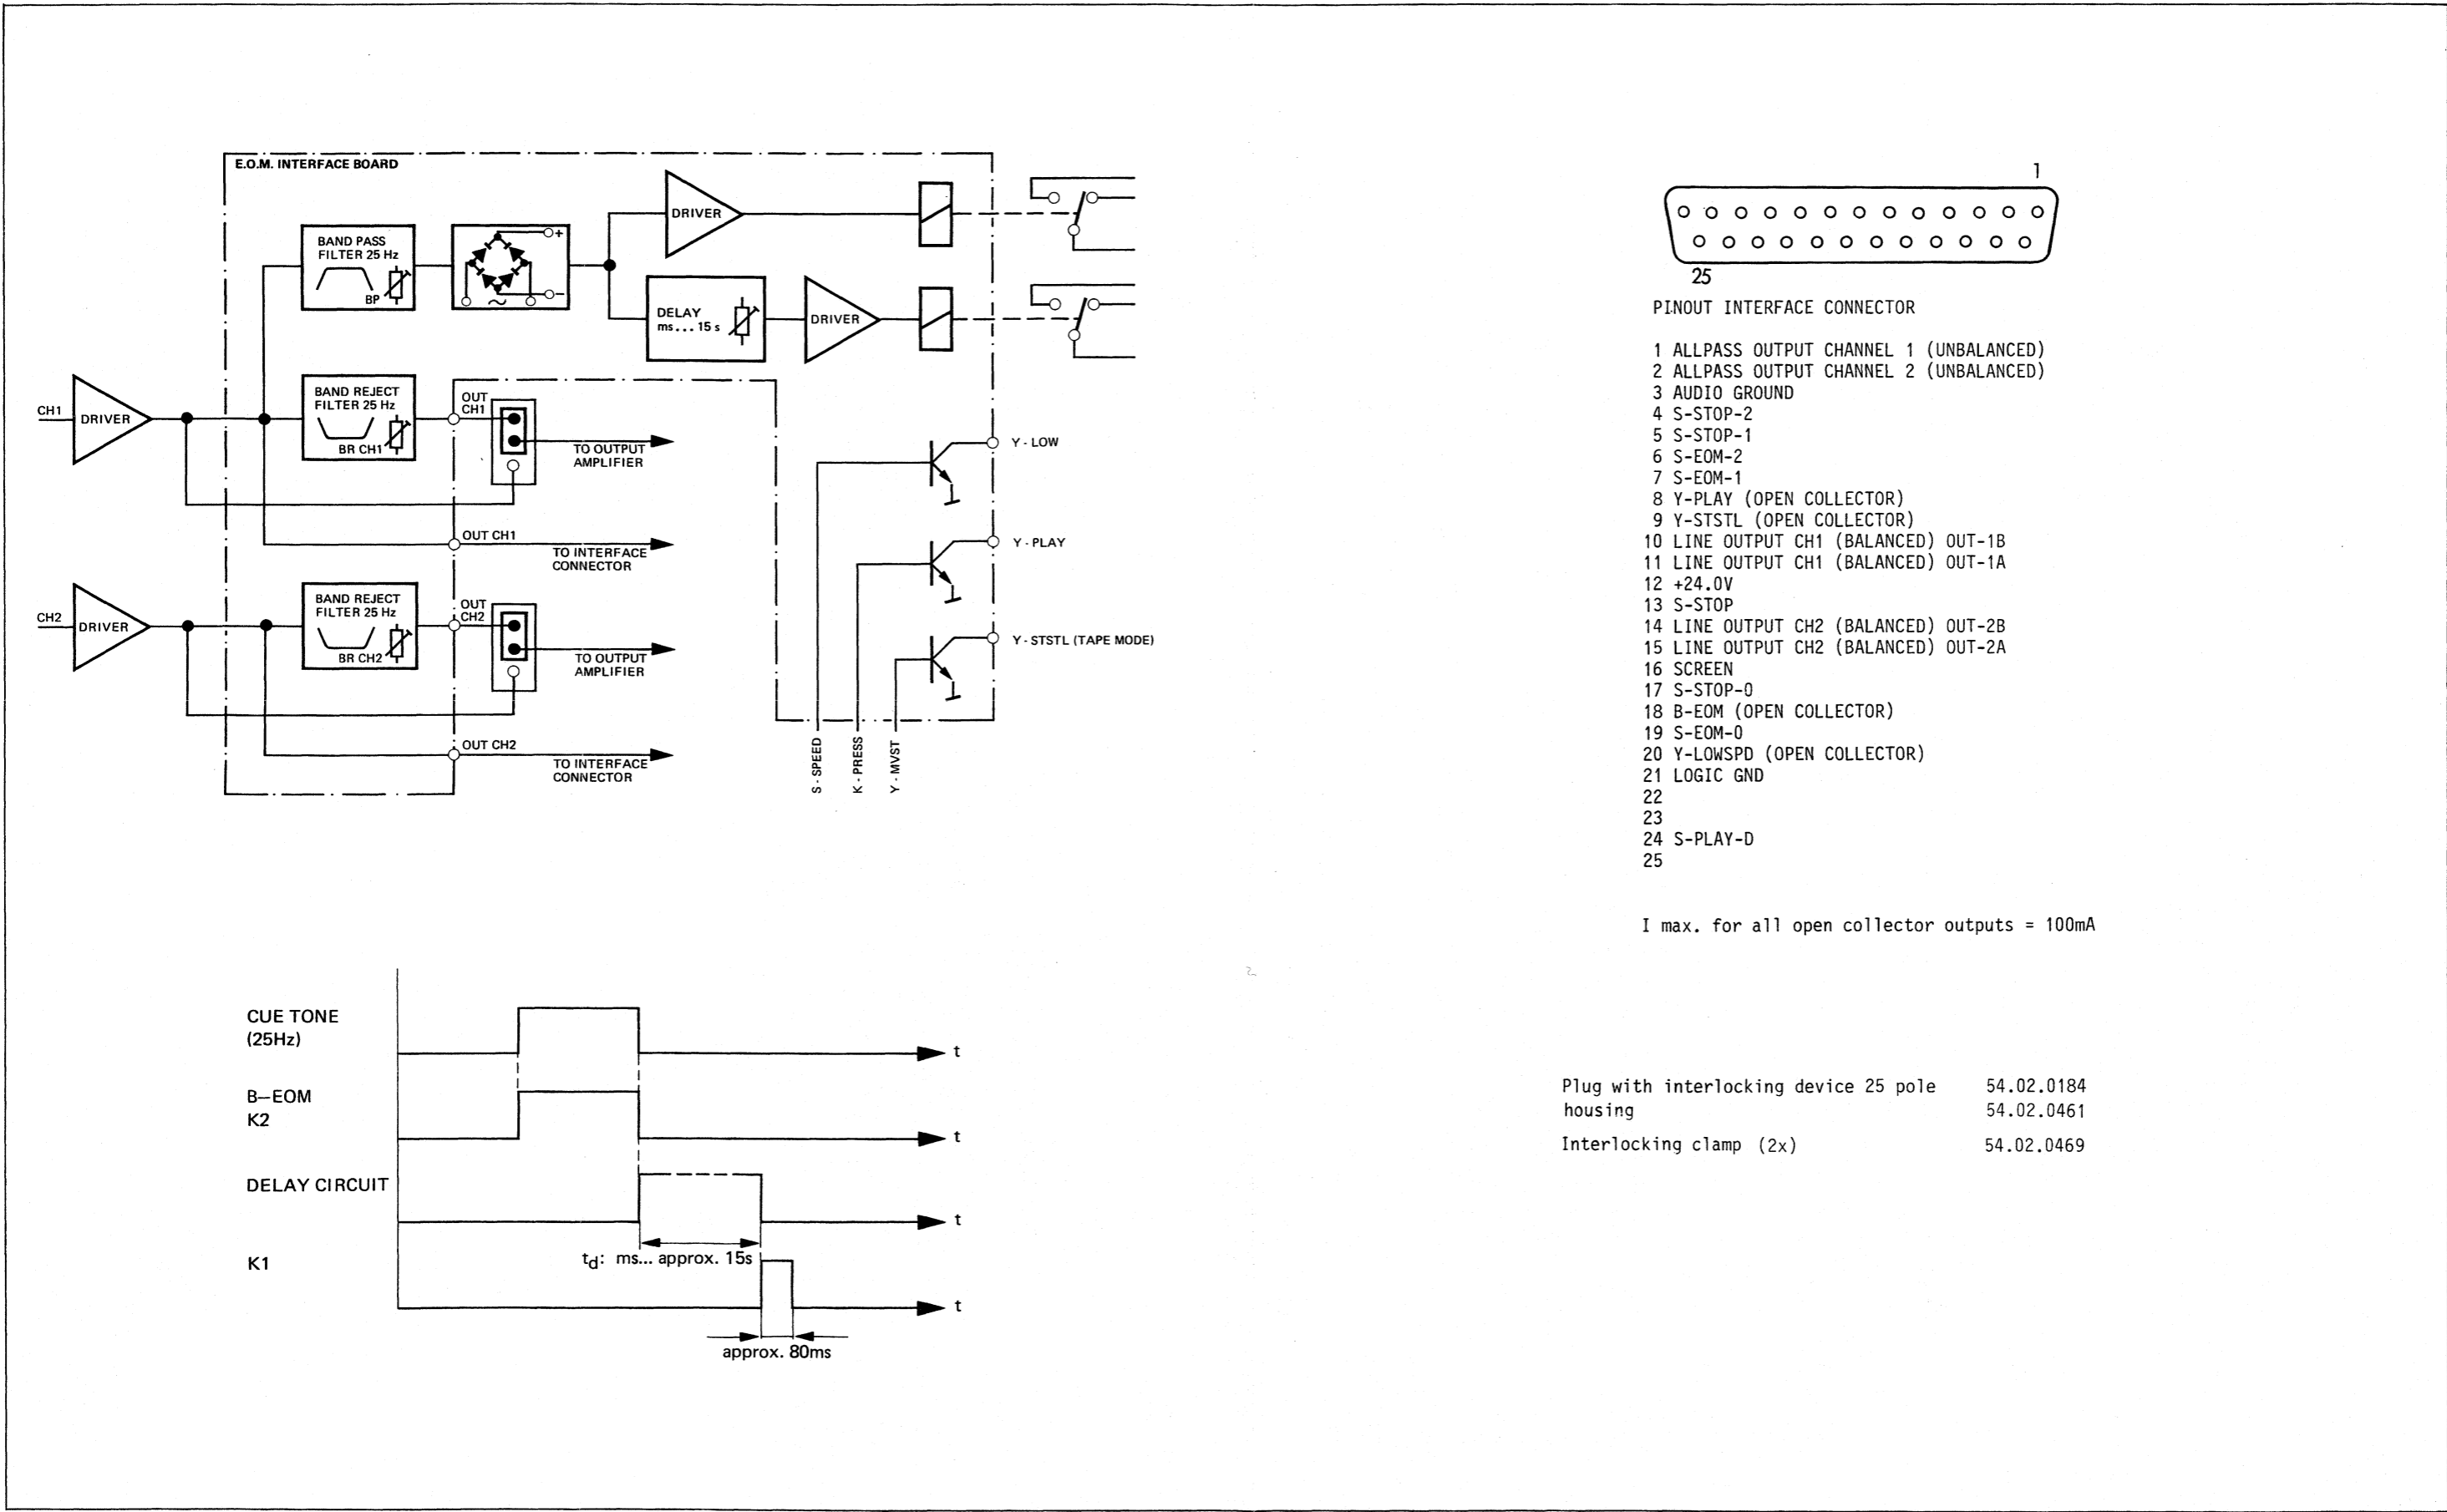 E.O.M. INTERFACE BOARD
BAND PASS
FILTER 25 Hz
BP
+
−
~
DRIVER
DELAY
ms... 15 s
DRIVER
CH1
DRIVER
BAND REJECT
FILTER 25 Hz
BR CH1
OUT
CH1
TO OUTPUT
AMPLIFIER
OUT CH1
TO INTERFACE
CONNECTOR
CH2
DRIVER
BAND REJECT
FILTER 25 Hz
BR CH2
OUT
CH2
TO OUTPUT
AMPLIFIER
OUT CH2
TO INTERFACE
CONNECTOR
Y - LOW
Y - PLAY
Y - STSTL (TAPE MODE)
S - SPEED
K - PRESS
Y - MVST
CUE TONE
(25Hz)
t
B–EOM
K2
t
DELAY CIRCUIT
t
td: ms... approx. 15s
K1
t
approx. 80ms
1
25
PINOUT INTERFACE CONNECTOR
1 ALLPASS OUTPUT CHANNEL 1 (UNBALANCED)
2 ALLPASS OUTPUT CHANNEL 2 (UNBALANCED)
3 AUDIO GROUND
4 S-STOP-2
5 S-STOP-1
6 S-EOM-2
7 S-EOM-1
8 Y-PLAY (OPEN COLLECTOR)
9 Y-STSTL (OPEN COLLECTOR)
10 LINE OUTPUT CH1 (BALANCED) OUT-1B
11 LINE OUTPUT CH1 (BALANCED) OUT-1A
12 +24.0V
13 S-STOP
14 LINE OUTPUT CH2 (BALANCED) OUT-2B
15 LINE OUTPUT CH2 (BALANCED) OUT-2A
16 SCREEN
17 S-STOP-0
18 B-EOM (OPEN COLLECTOR)
19 S-EOM-0
20 Y-LOWSPD (OPEN COLLECTOR)
21 LOGIC GND
22
23
24 S-PLAY-D
25
I max. for all open collector outputs = 100mA
Plug with interlocking device 25 pole 54.02.0184
housing 54.02.0461
Interlocking clamp (2x) 54.02.0469